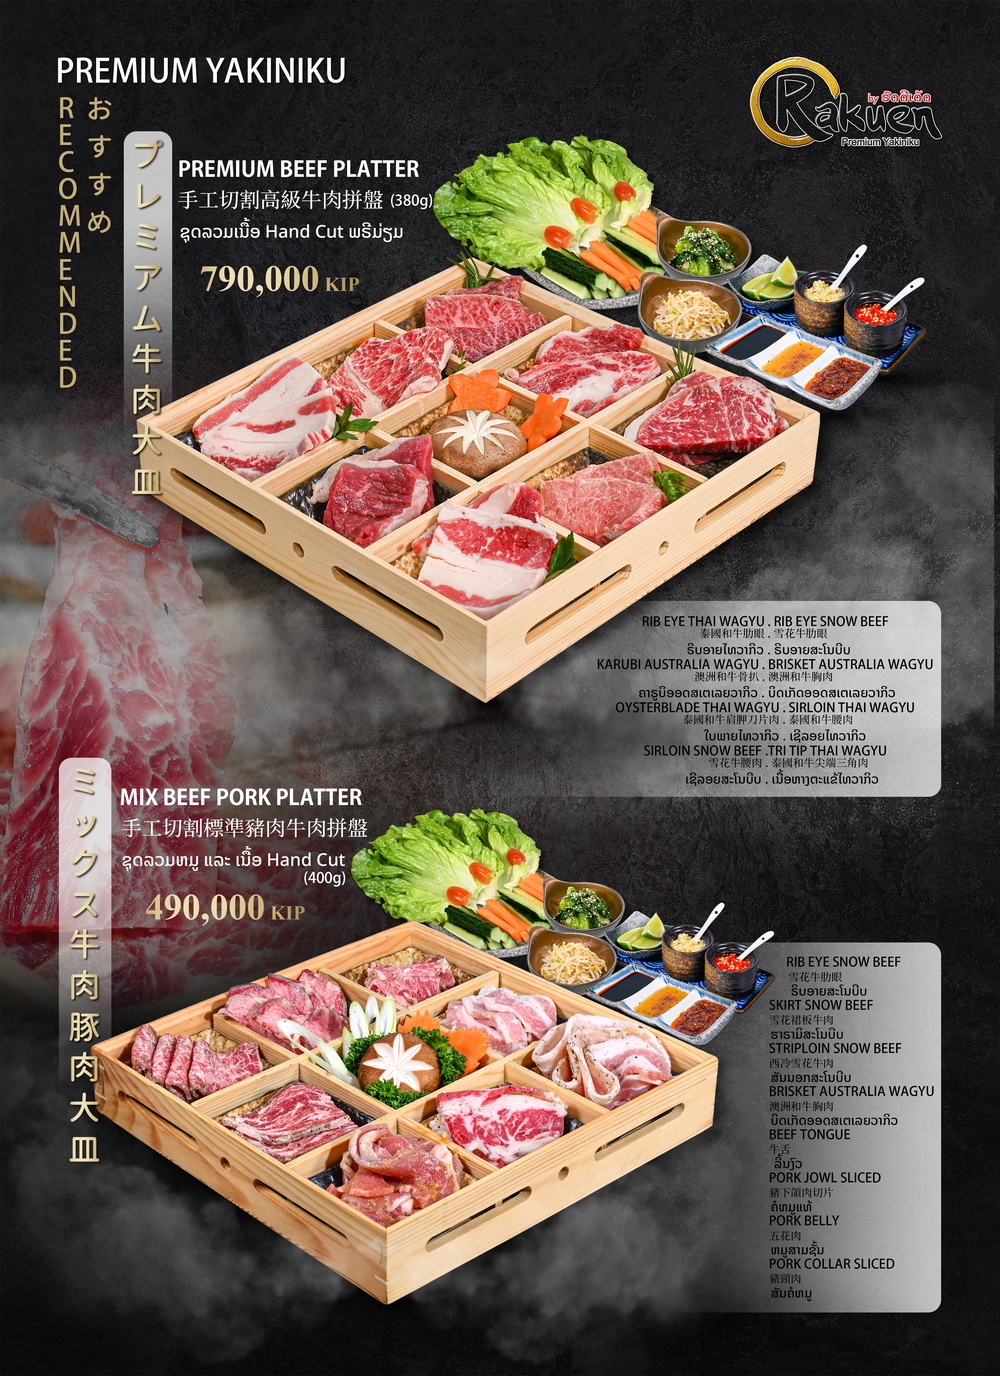 PREMIUM YAKINIKU
RECOMMENDED
おすすめ
Rakuen
by ຮັດຕິເດັດ
Premium Yakiniku
プレミアム牛肉大皿
PREMIUM BEEF PLATTER
手工切割高級牛肉拼盤 (380g)
ຊຸດລວມເນື້ອ Hand Cut ພຣີມ່ຽມ
790,000 KIP
RIB EYE THAI WAGYU . RIB EYE SNOW BEEF
泰國和牛肋眼 . 雪花牛肋眼
ຣິບອາຍໄທວາກິວ . ຣິບອາຍສະໂນບີບ
KARUBI AUSTRALIA WAGYU . BRISKET AUSTRALIA WAGYU
澳洲和牛骨扒 . 澳洲和牛胸肉
ຄາຣູບິອອດສເຕເລຍວາກິວ . ບິດເກັດອອດສເຕເລຍວາກິວ
OYSTERBLADE THAI WAGYU . SIRLOIN THAI WAGYU
泰國和牛肩胛刀片肉 . 泰國和牛腰肉
ໃບພາຍໄທວາກິວ . ເຊີລອຍໄທວາກິວ
SIRLOIN SNOW BEEF .TRI TIP THAI WAGYU
雪花牛腰肉 . 泰國和牛尖端三角肉
ເຊີລອຍສະໂນບີບ . ເນື້ອຫາງຕະແຂ້ໄທວາກິວ
ミックス牛肉豚肉大皿
MIX BEEF PORK PLATTER
手工切割標準豬肉牛肉拼盤
ຊຸດລວມຫມູ ແລະ ເນື້ອ Hand Cut
(400g)
490,000 KIP
RIB EYE SNOW BEEF
雪花牛肋眼
ຣິບອາຍສະໂນບີບ
SKIRT SNOW BEEF
雪花裙板牛肉
ຮາຣາມິສະໂນບີບ
STRIPLOIN SNOW BEEF
西冷雪花牛肉
ສັນນອກສະໂນບີບ
BRISKET AUSTRALIA WAGYU
澳洲和牛胸肉
ບິດເກັດອອດສເຕເລຍວາກິວ
BEEF TONGUE
牛舌
ລີ້ນງົວ
PORK JOWL SLICED
豬下頜肉切片
ຄໍຫມູແທ້
PORK BELLY
五花肉
ຫມູສາມຊັ້ນ
PORK COLLAR SLICED
豬頸肉
ສັນຄໍຫມູ